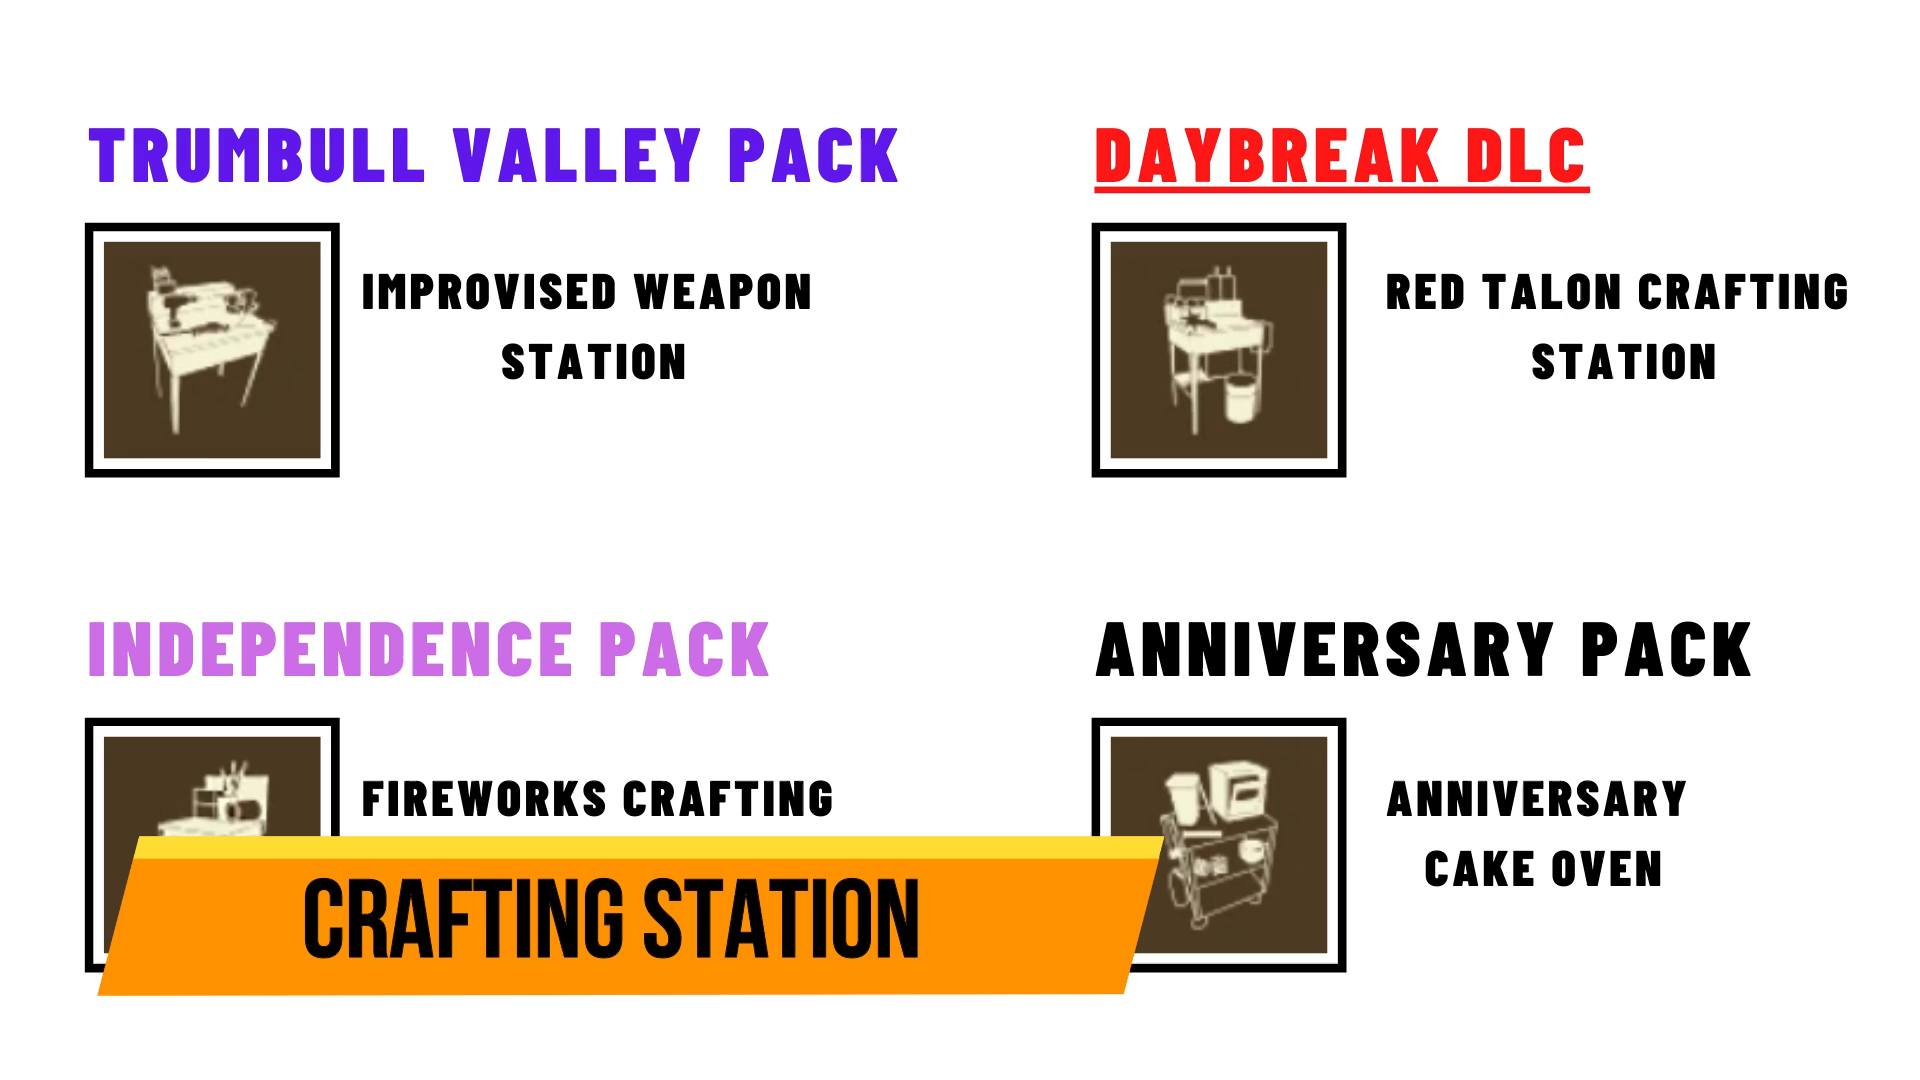 TRUMBULL VALLEY PACK
IMPROVISED WEAPON
STATION
DAYBREAK DLC
RED TALON CRAFTING
STATION
INDEPENDENCE PACK
FIREWORKS CRAFTING
ANNIVERSARY PACK
ANNIVERSARY
CAKE OVEN
CRAFTING STATION